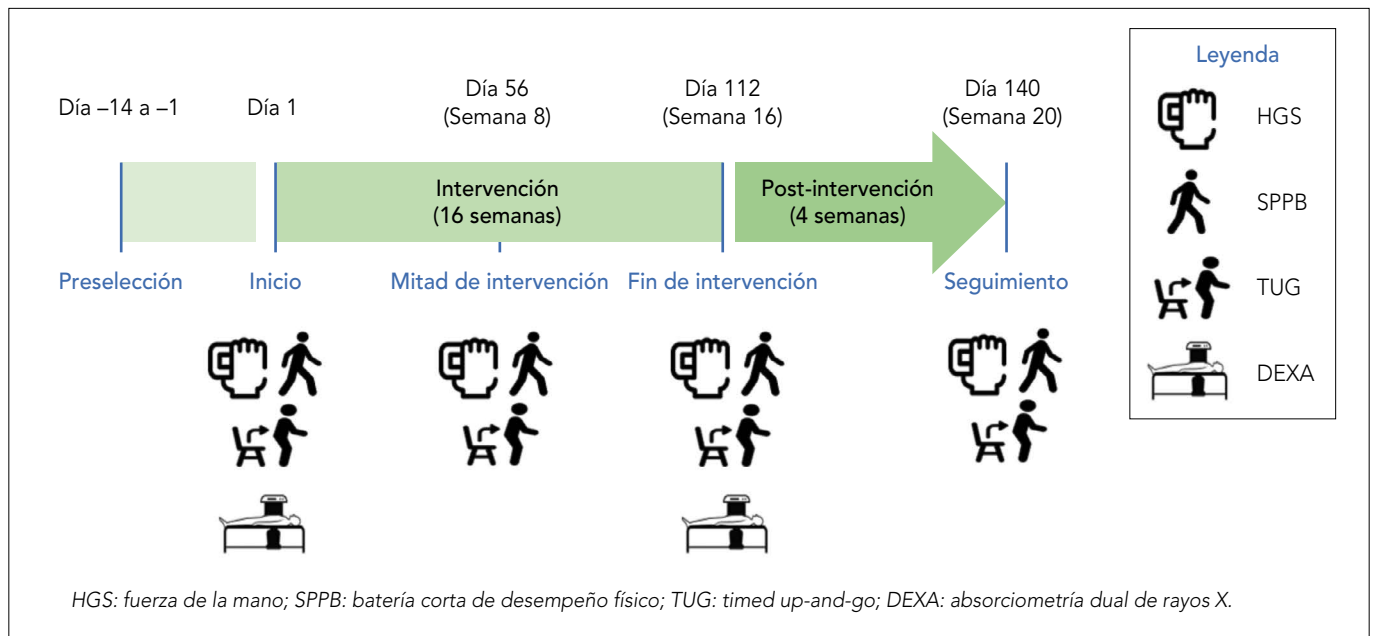 Leyenda
HGS
SPPB
TUG
DEXA
Día –14 a –1
Día 1
Día 56
(Semana 8)
Día 112
(Semana 16)
Día 140
(Semana 20)
Intervención
(16 semanas)
Post-intervención
(4 semanas)
Preselección
Inicio
Mitad de intervención
Fin de intervención
Seguimiento
HGS: fuerza de la mano; SPPB: batería corta de desempeño físico; TUG: timed up-and-go; DEXA: absorciometría dual de rayos X.